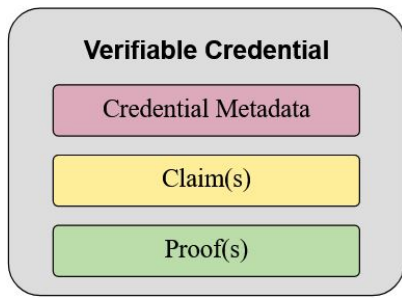 Verifiable Credential
Credential Metadata
Claim(s)
Proof(s)